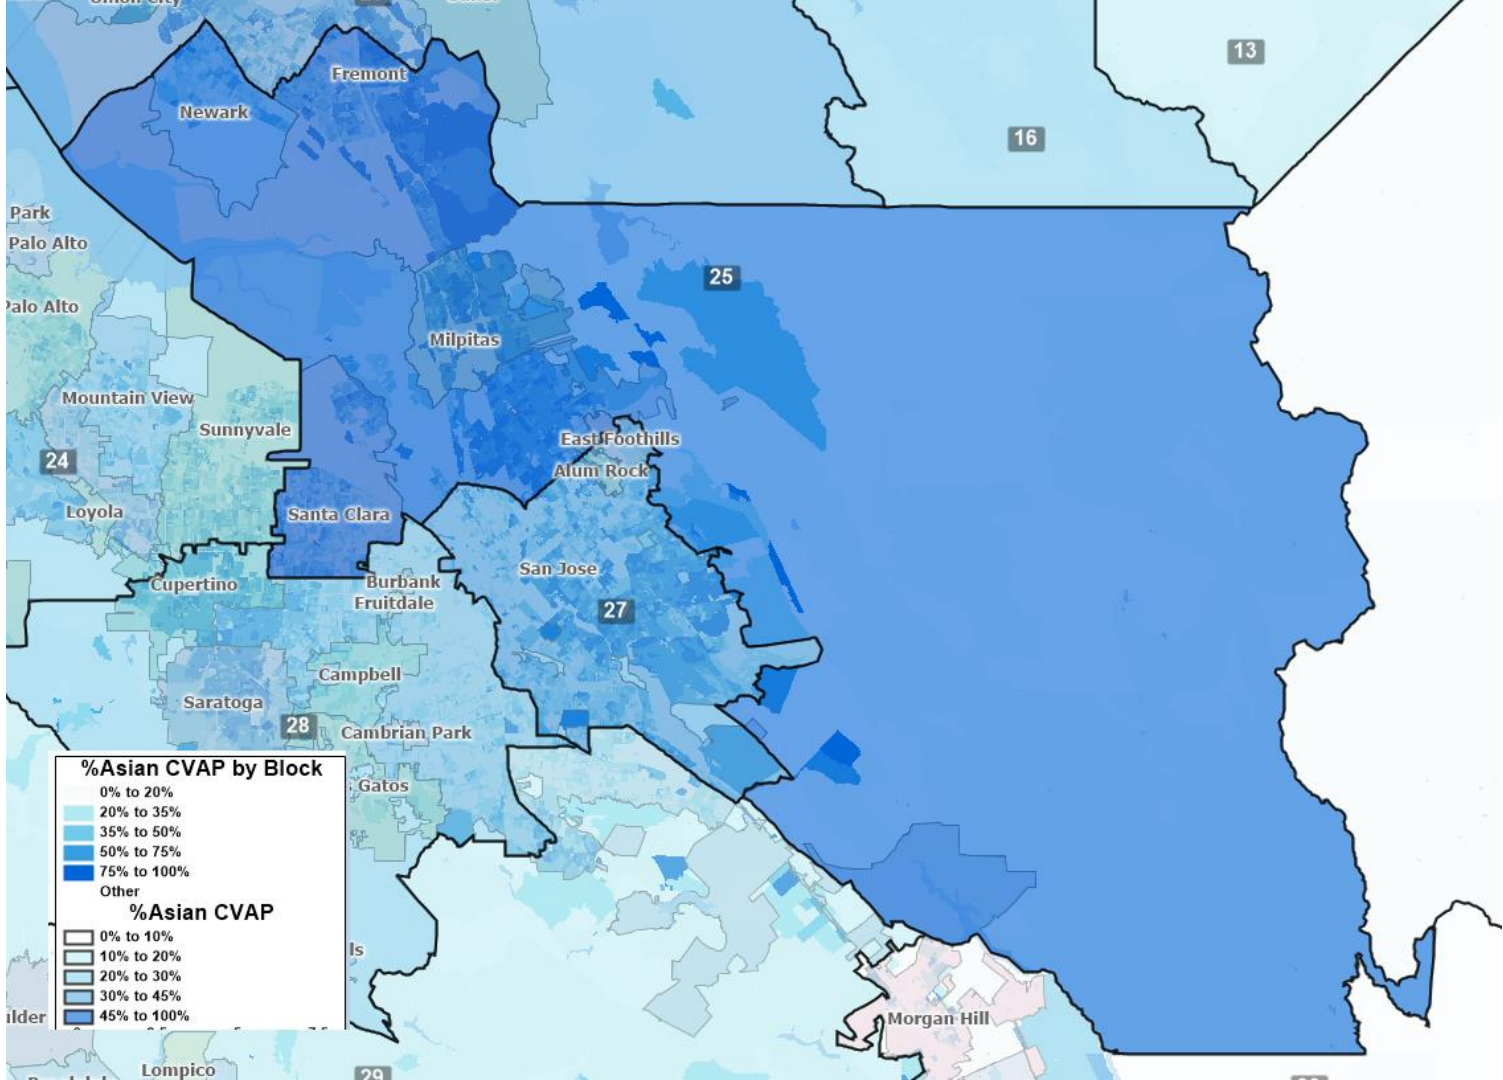 Union City
Fremont
13
Newark
16
Park
Palo Alto
25
Palo Alto
Milpitas
Mountain View
Sunnyvale
East Foothills
24
Alum Rock
Loyola
Santa Clara
San Jose
Cupertino
Burbank
Fruitdale
27
Campbell
Saratoga
28
Cambrian Park
%Asian CVAP by Block
0% to 20%
20% to 35%
35% to 50%
50% to 75%
75% to 100%
Other
%Asian CVAP
0% to 10%
10% to 20%
20% to 30%
30% to 45%
45% to 100%
Gatos
ls
Morgan Hill
Lompico
29